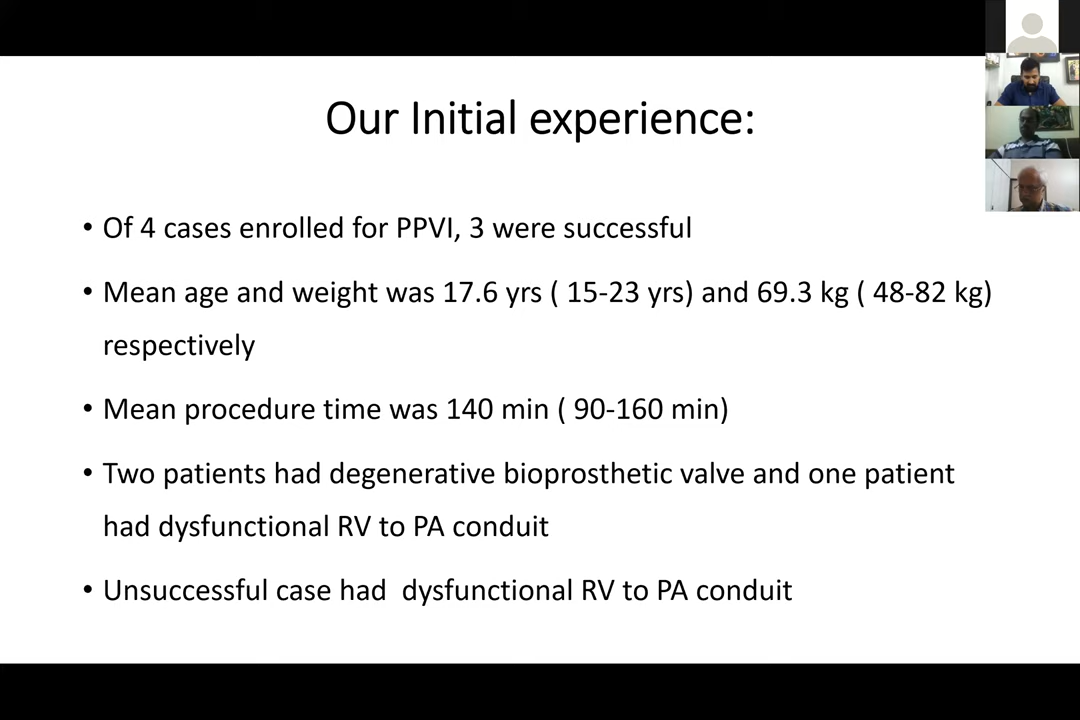 Our Initial experience:
• Of 4 cases enrolled for PPVI, 3 were successful
• Mean age and weight was 17.6 yrs ( 15-23 yrs) and 69.3 kg ( 48-82 kg)
respectively
• Mean procedure time was 140 min ( 90-160 min)
• Two patients had degenerative bioprosthetic valve and one patient
had dysfunctional RV to PA conduit
• Unsuccessful case had  dysfunctional RV to PA conduit